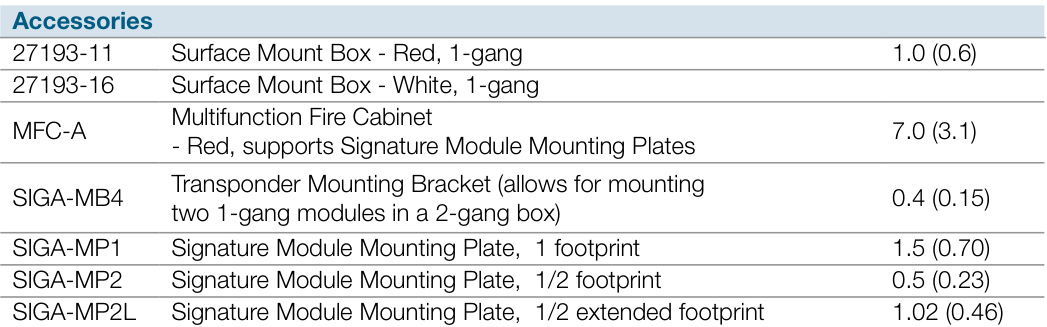 Accessories
27193-11 Surface Mount Box - Red, 1-gang 1.0 (0.6)
27193-16 Surface Mount Box - White, 1-gang
MFC-A Multifunction Fire Cabinet
- Red, supports Signature Module Mounting Plates 7.0 (3.1)
SIGA-MB4 Transponder Mounting Bracket (allows for mounting
two 1-gang modules in a 2-gang box) 0.4 (0.15)
SIGA-MP1 Signature Module Mounting Plate, 1 footprint 1.5 (0.70)
SIGA-MP2 Signature Module Mounting Plate, 1/2 footprint 0.5 (0.23)
SIGA-MP2L Signature Module Mounting Plate, 1/2 extended footprint 1.02 (0.46)